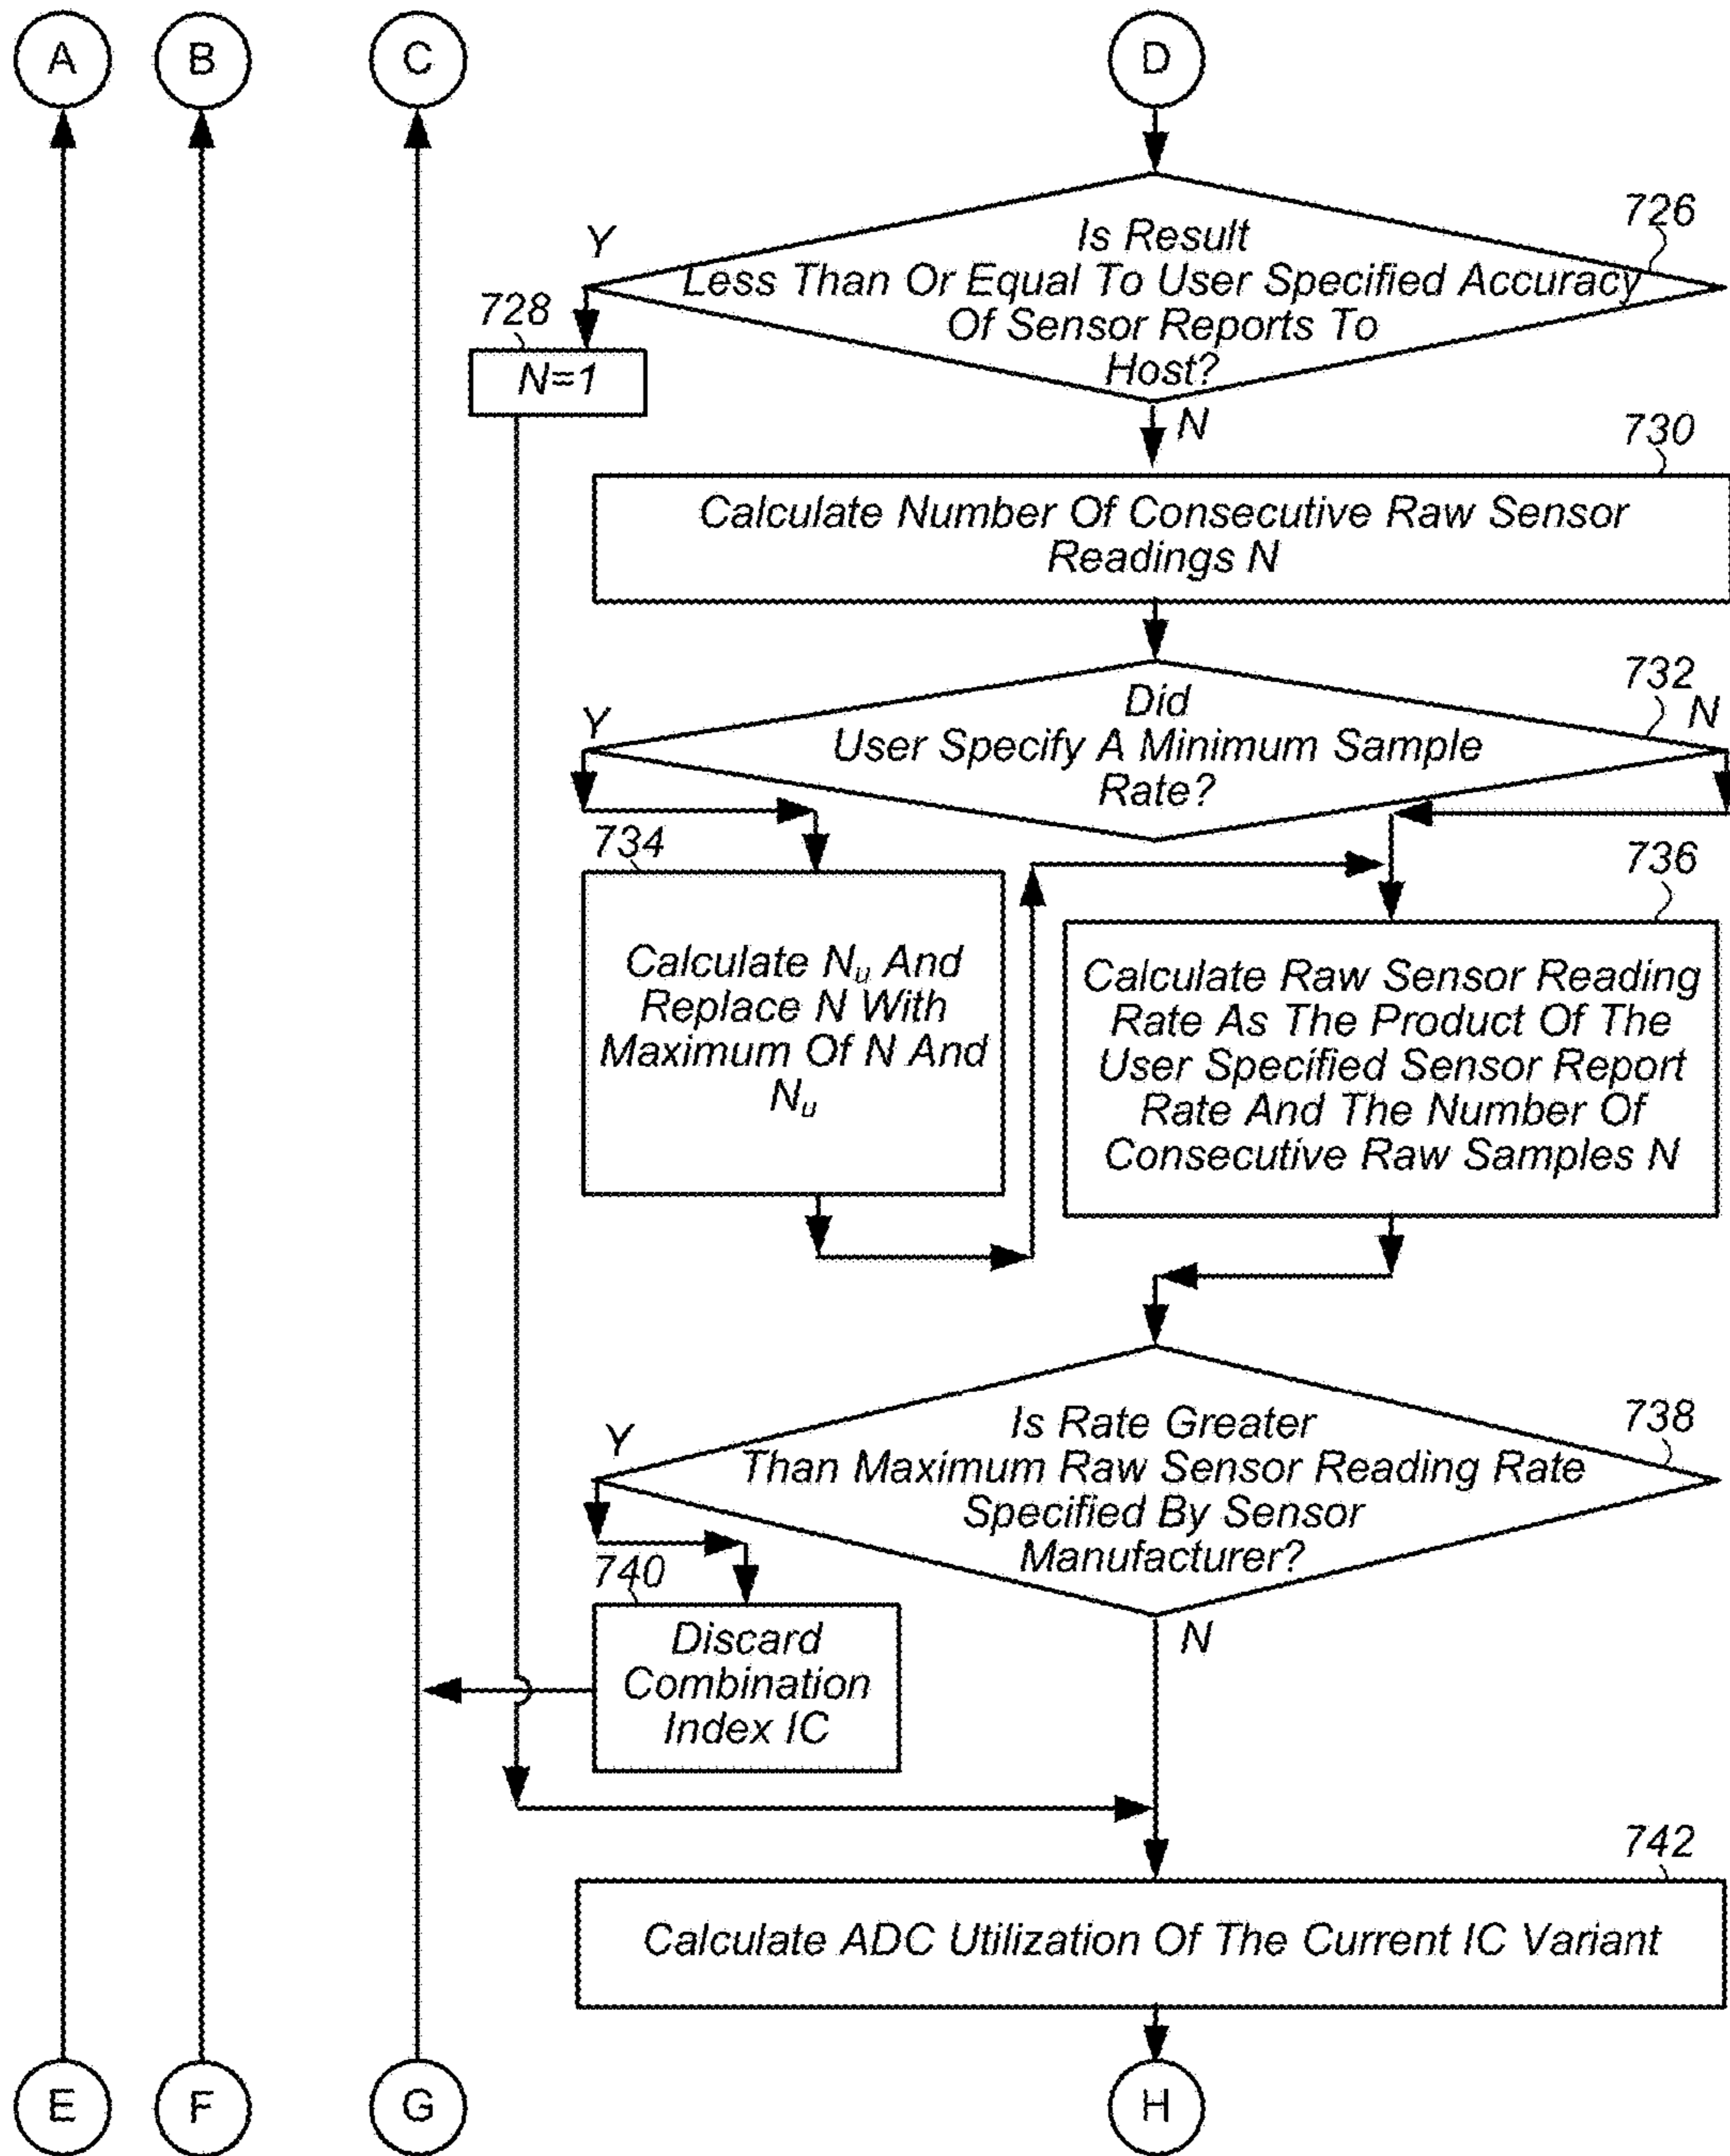 A
B
C
D
726
Is Result
Less Than Or Equal To User Specified Accuracy
Of Sensor Reports To
Host?
Y
N
728
N=1
730
Calculate Number Of Consecutive Raw Sensor
Readings N
732
Did
User Specify A Minimum Sample
Rate?
Y
N
734
Calculate Nu And
Replace N With
Maximum Of N And
Nu
736
Calculate Raw Sensor Reading
Rate As The Product Of The
User Specified Sensor Report
Rate And The Number Of
Consecutive Raw Samples N
738
Is Rate Greater
Than Maximum Raw Sensor Reading Rate
Specified By Sensor
Manufacturer?
Y
N
740
Discard
Combination
Index IC
742
Calculate ADC Utilization Of The Current IC Variant
E
F
G
H